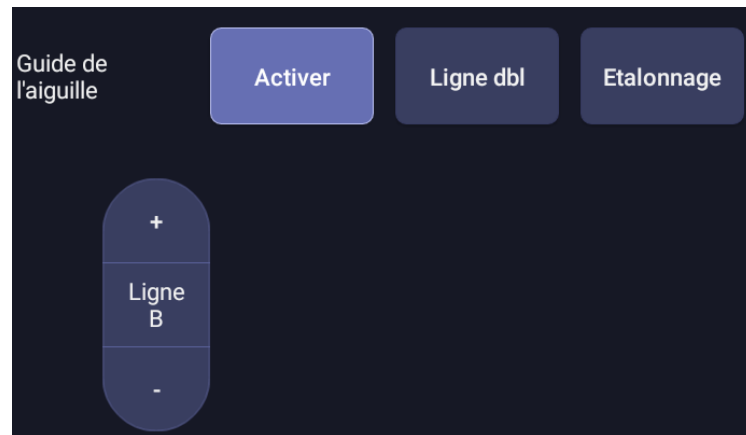 Guide de
l'aiguille
Activer
Ligne dbl
Etalonnage
+
Ligne
B
-